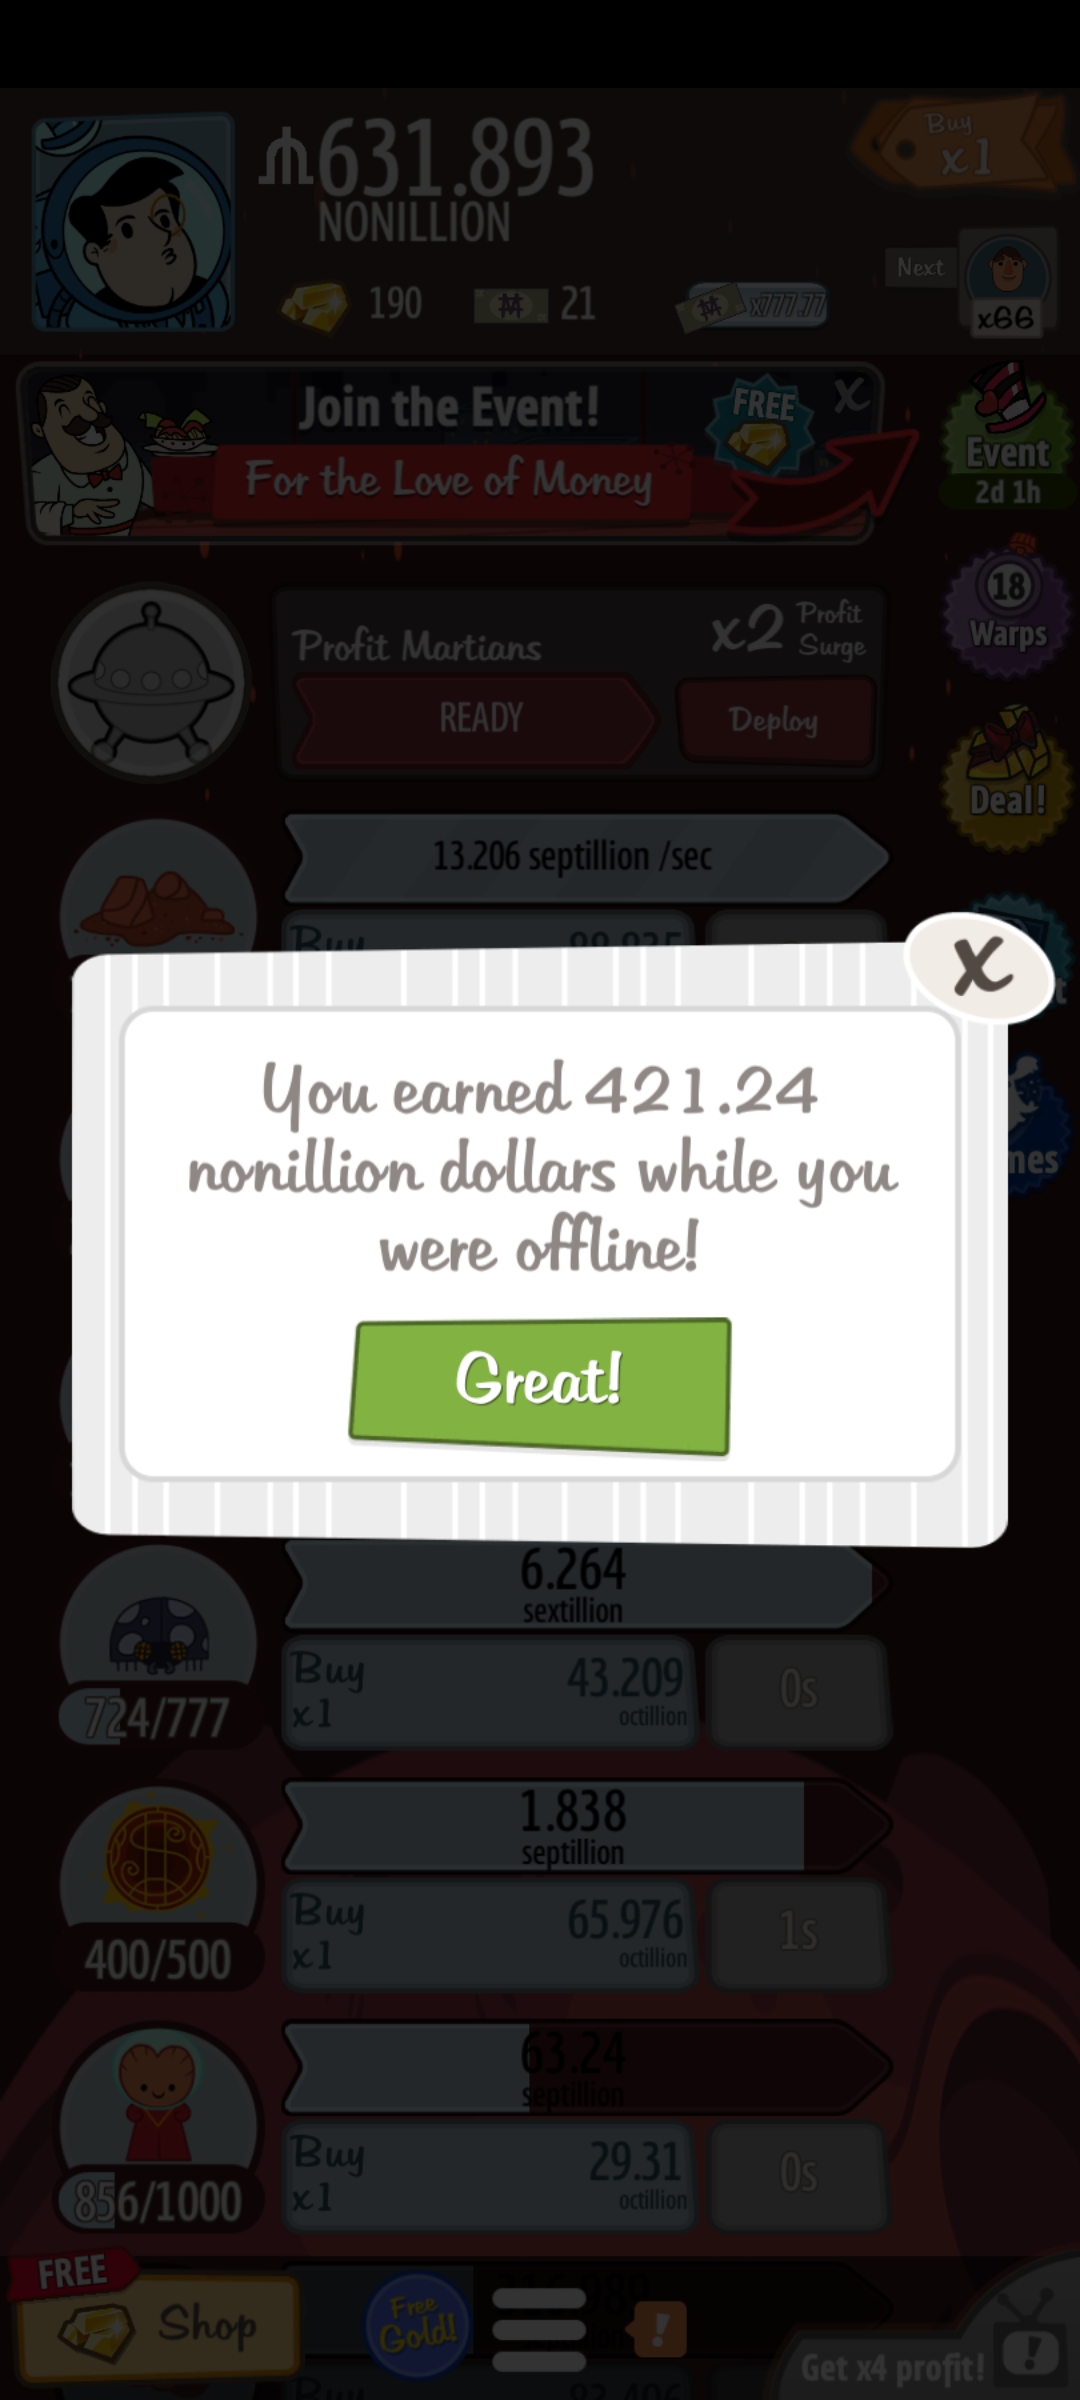 631.893
NONILLION
Buy
x1
190
21
x777.77
Next
x66
Join the Event!
For the Love of Money
FREE
X
Event
2d 1h
Profit Martians
x2 Profit
Surge
READY
Deploy
18
Warps
Deal!
13.206 septillion /sec
Buy
X
You earned 421.24
nonillion dollars while you
were offline!
Great!
6.264
sextillion
724/777
Buy
x1
43.209
octillion
0s
1.838
septillion
400/500
Buy
x1
65.976
octillion
1s
63.24
septillion
856/1000
Buy
x1
29.31
octillion
0s
FREE
Shop
Free
Gold!
!
!
Get x4 profit!
Buy